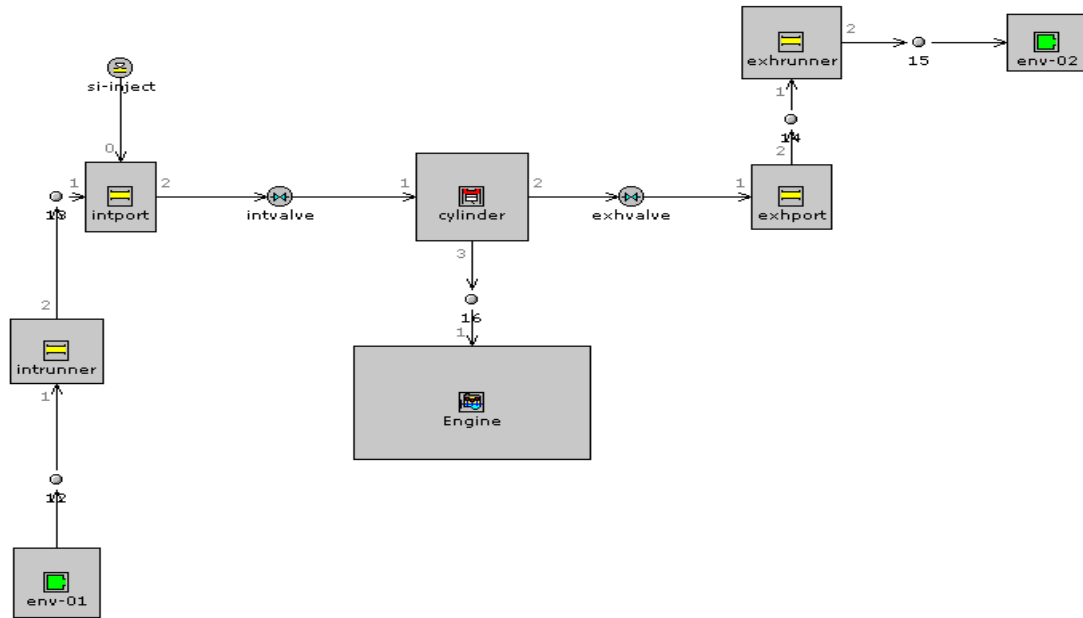 2
exhrunner
15
env-02
1
si-inject
14
0
2
1
2
1
2
1
13
intport
intvalve
cylinder
exhvalve
exhport
3
2
16
1
intrunner
Engine
1
12
env-01